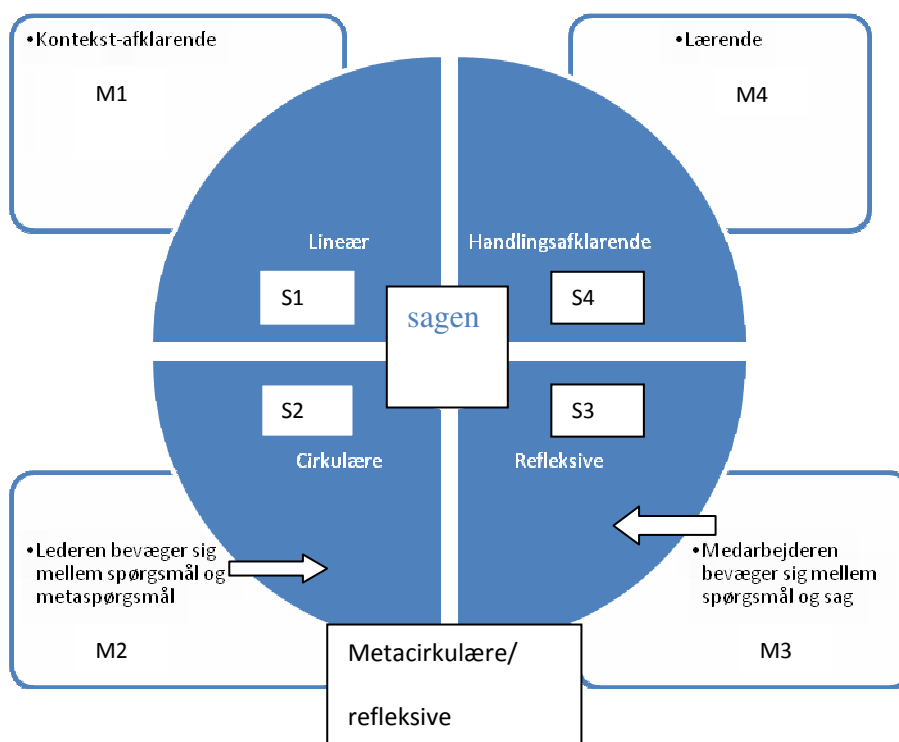 •Kontekst-afklarende
M1
•Lærende
M4
Lineær
S1
Handlingsafklarende
S4
sagen
S2
Cirkulære
S3
Refleksive
•Lederen bevæger sig
mellem spørgsmål og
metaspørgsmål
M2
•Medarbejderen
bevæger sig mellem
spørgsmål og sag
M3
Metacirkulære/
refleksive